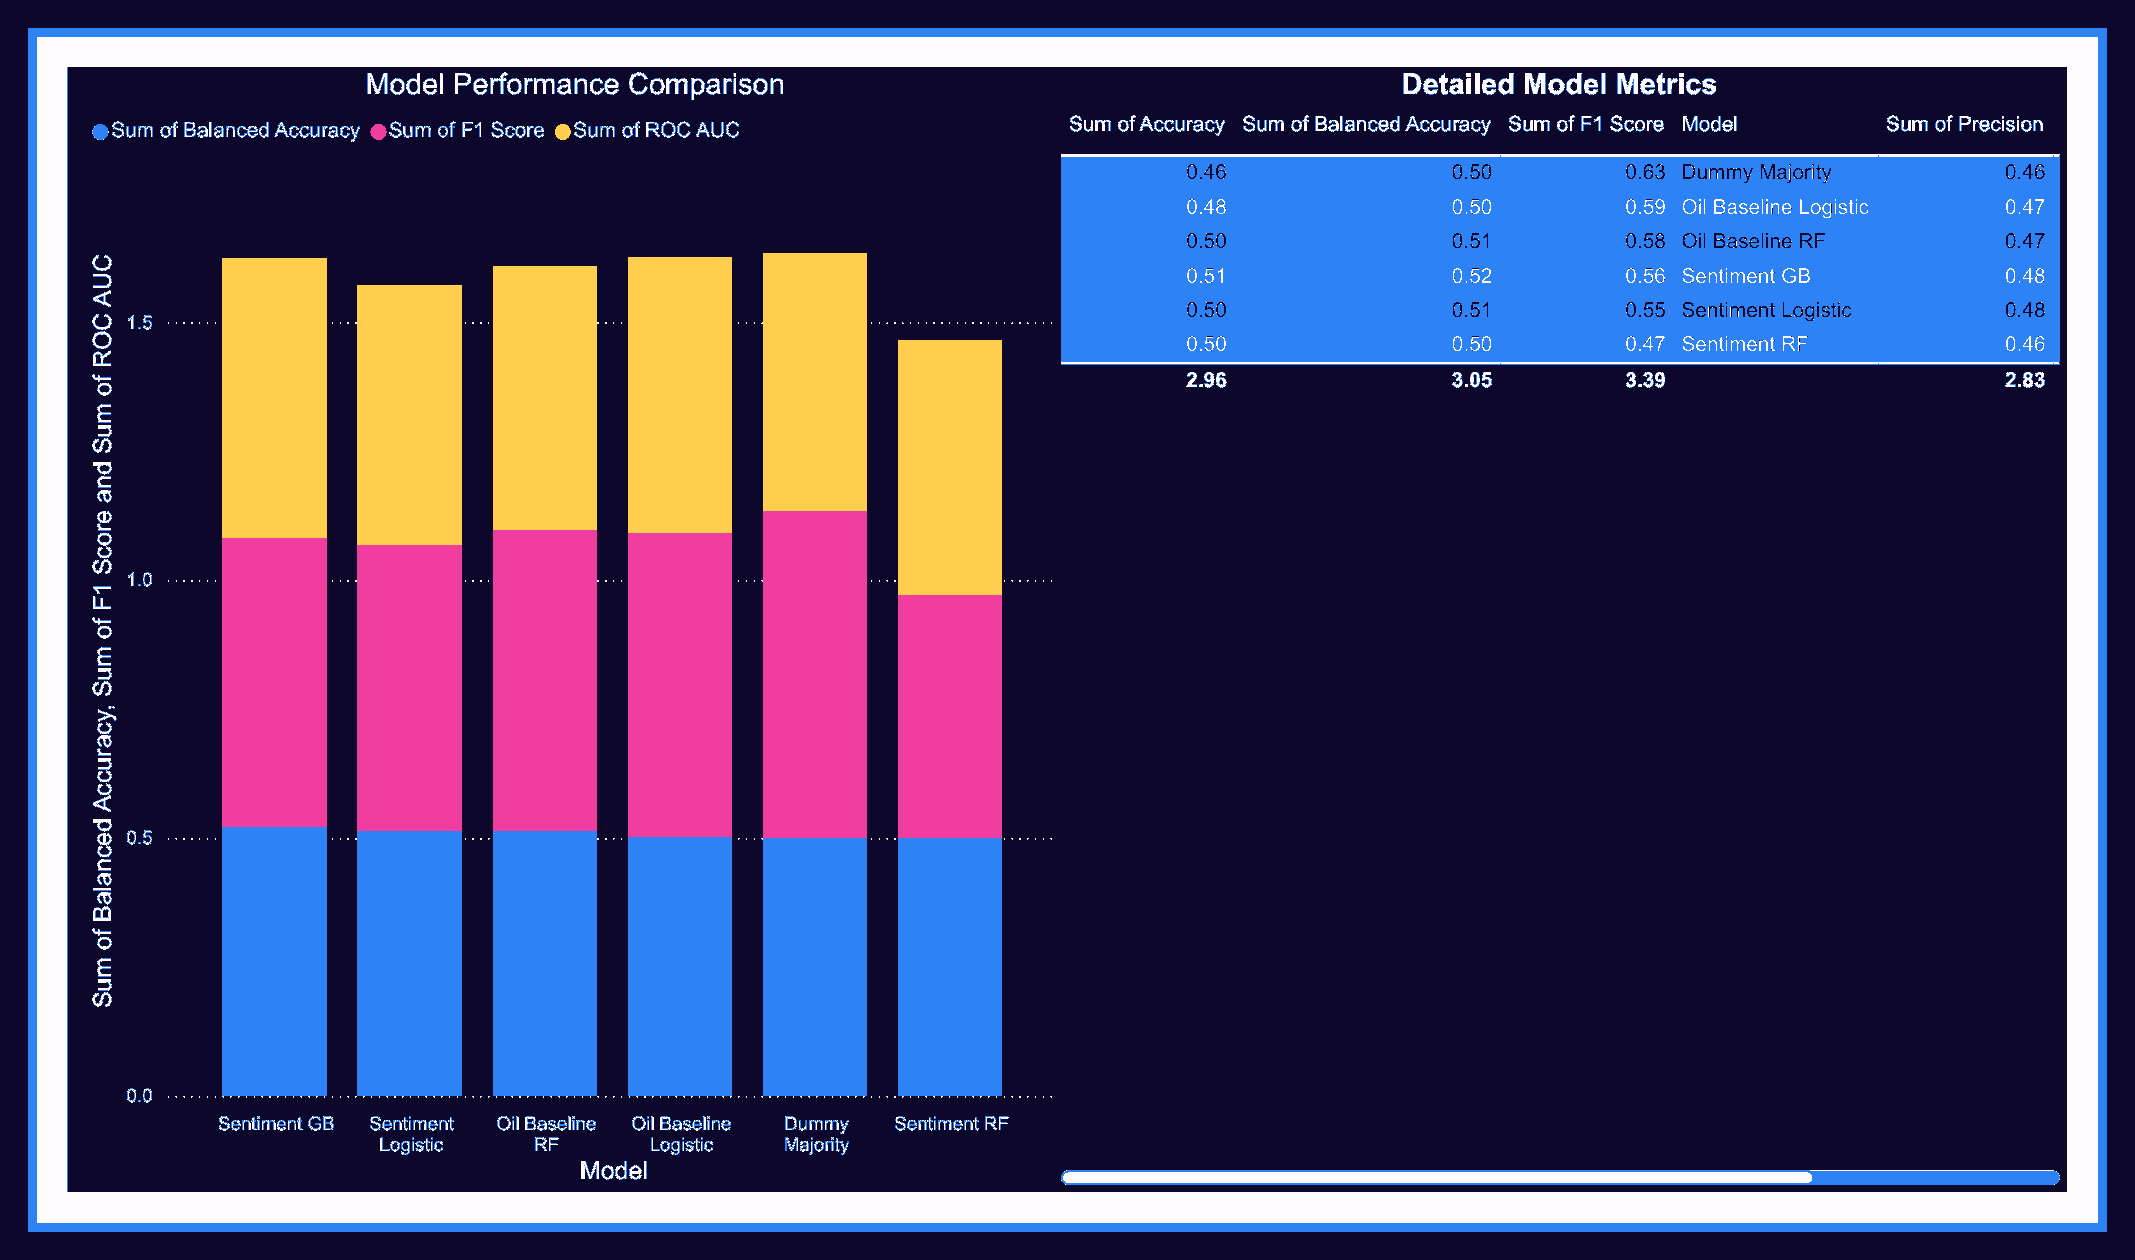 Model Performance Comparison
Sum of Balanced Accuracy Sum of F1 Score Sum of ROC AUC
Sum of Balanced Accuracy, Sum of F1 Score and Sum of ROC AUC
1.5
1.0
0.5
0.0
Sentiment GB Sentiment Logistic Oil Baseline RF Oil Baseline Logistic Dummy Majority Sentiment RF
Model
Detailed Model Metrics
Sum of Accuracy Sum of Balanced Accuracy Sum of F1 Score Model Sum of Precision
0.46 0.50 0.63 Dummy Majority 0.46
0.48 0.50 0.59 Oil Baseline Logistic 0.47
0.50 0.51 0.58 Oil Baseline RF 0.47
0.51 0.52 0.56 Sentiment GB 0.48
0.50 0.51 0.55 Sentiment Logistic 0.48
0.50 0.50 0.47 Sentiment RF 0.46
2.96 3.05 3.39 2.83